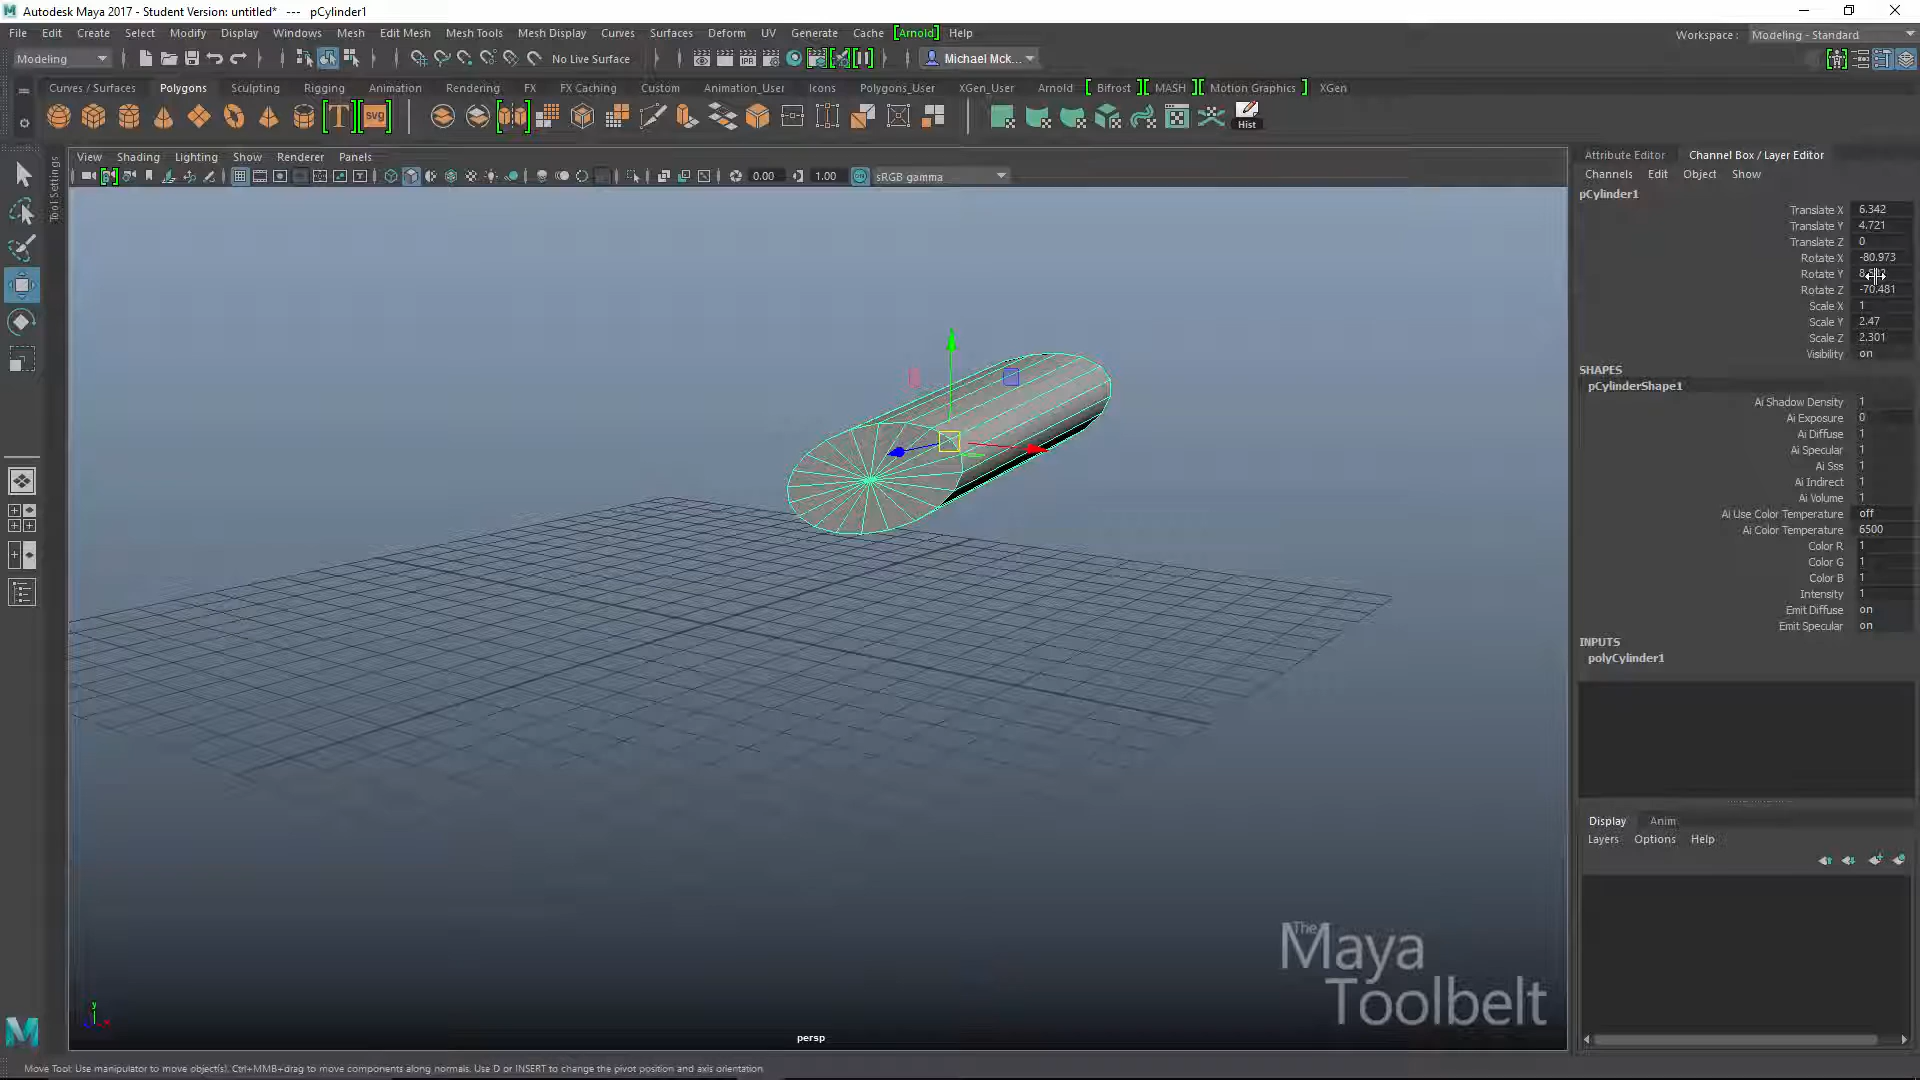 Autodesk Maya 2017 - Student Version: untitled* --- pCylinder1
File Edit Create Select Modify Display Windows Mesh Edit Mesh Mesh Tools Mesh Display Curves Surfaces Deform UV Generate Cache [Arnold] Help
Workspace : Modeling - Standard
Modeling No Live Surface Michael Mck...
Curves / Surfaces Polygons Sculpting Rigging Animation Rendering FX FX Caching Custom Animation_User Icons Polygons_User XGen_User Arnold Bifrost MASH Motion Graphics XGen
T svg Hist
View Shading Lighting Show Renderer Panels
IPR 0.00 1.00 sRGB gamma
Tool Settings
Attribute Editor Channel Box / Layer Editor
Channels Edit Object Show
pCylinder1
Translate X 6.342
Translate Y 4.721
Translate Z 0
Rotate X -80.973
Rotate Y
Rotate Z -70.481
Scale X 1
Scale Y 2.47
Scale Z 2.301
Visibility on
SHAPES
pCylinderShape1
Ai Shadow Density 1
Ai Exposure 0
Ai Diffuse 1
Ai Specular 1
Ai Sss 1
Ai Indirect 1
Ai Volume 1
Ai Use Color Temperature off
Ai Color Temperature 6500
Color R 1
Color G 1
Color B 1
Intensity 1
Emit Diffuse on
Emit Specular on
INPUTS
polyCylinder1
Display Anim
Layers Options Help
The
Maya
Toolbelt
y
persp
M
Move Tool: Use manipulator to move object(s). Ctrl+MMB+drag to move components along normals. Use D or INSERT to change the pivot position and axis orientation